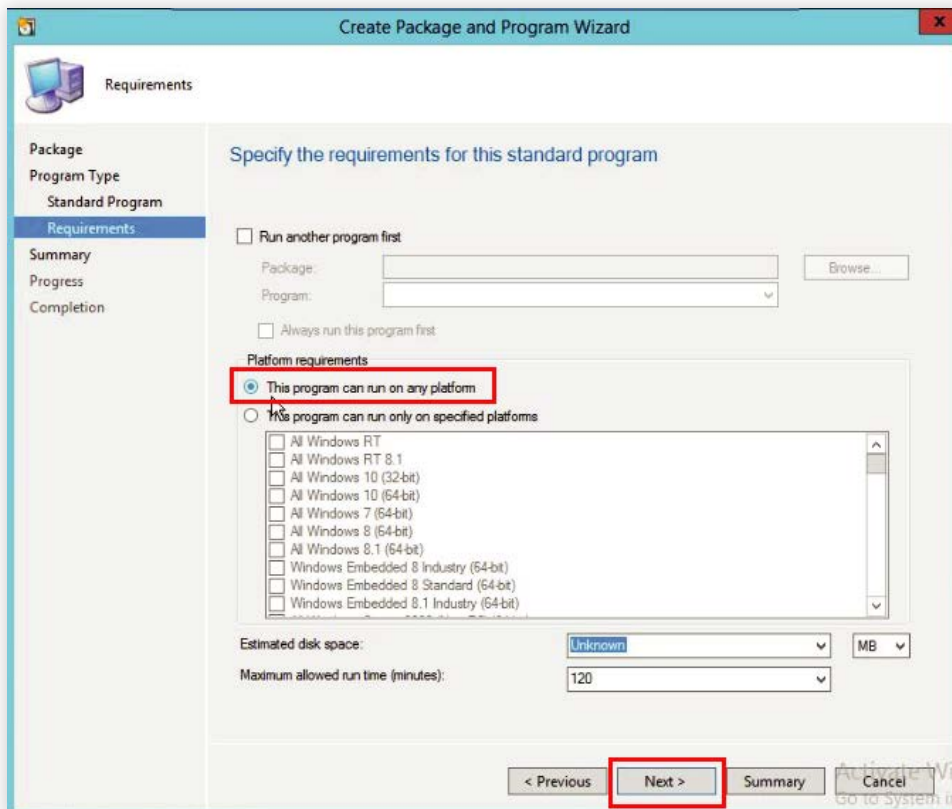 Create Package and Program Wizard
x
Requirements
Package
Program Type
Standard Program
Requirements
Summary
Progress
Completion
Specify the requirements for this standard program
Run another program first
Package:
Browse...
Program:
Always run this program first
Platform requirements
This program can run on any platform
This program can run only on specified platforms
All Windows RT
All Windows RT 8.1
All Windows 10 (32-bit)
All Windows 10 (64-bit)
All Windows 7 (64-bit)
All Windows 8 (64-bit)
All Windows 8.1 (64-bit)
Windows Embedded 8 Industry (64-bit)
Windows Embedded 8 Standard (64-bit)
Windows Embedded 8.1 Industry (64-bit)
Estimated disk space:
Unknown
MB
Maximum allowed run time (minutes):
120
< Previous
Next >
Summary
Cancel
Activate Wi
Go to System i